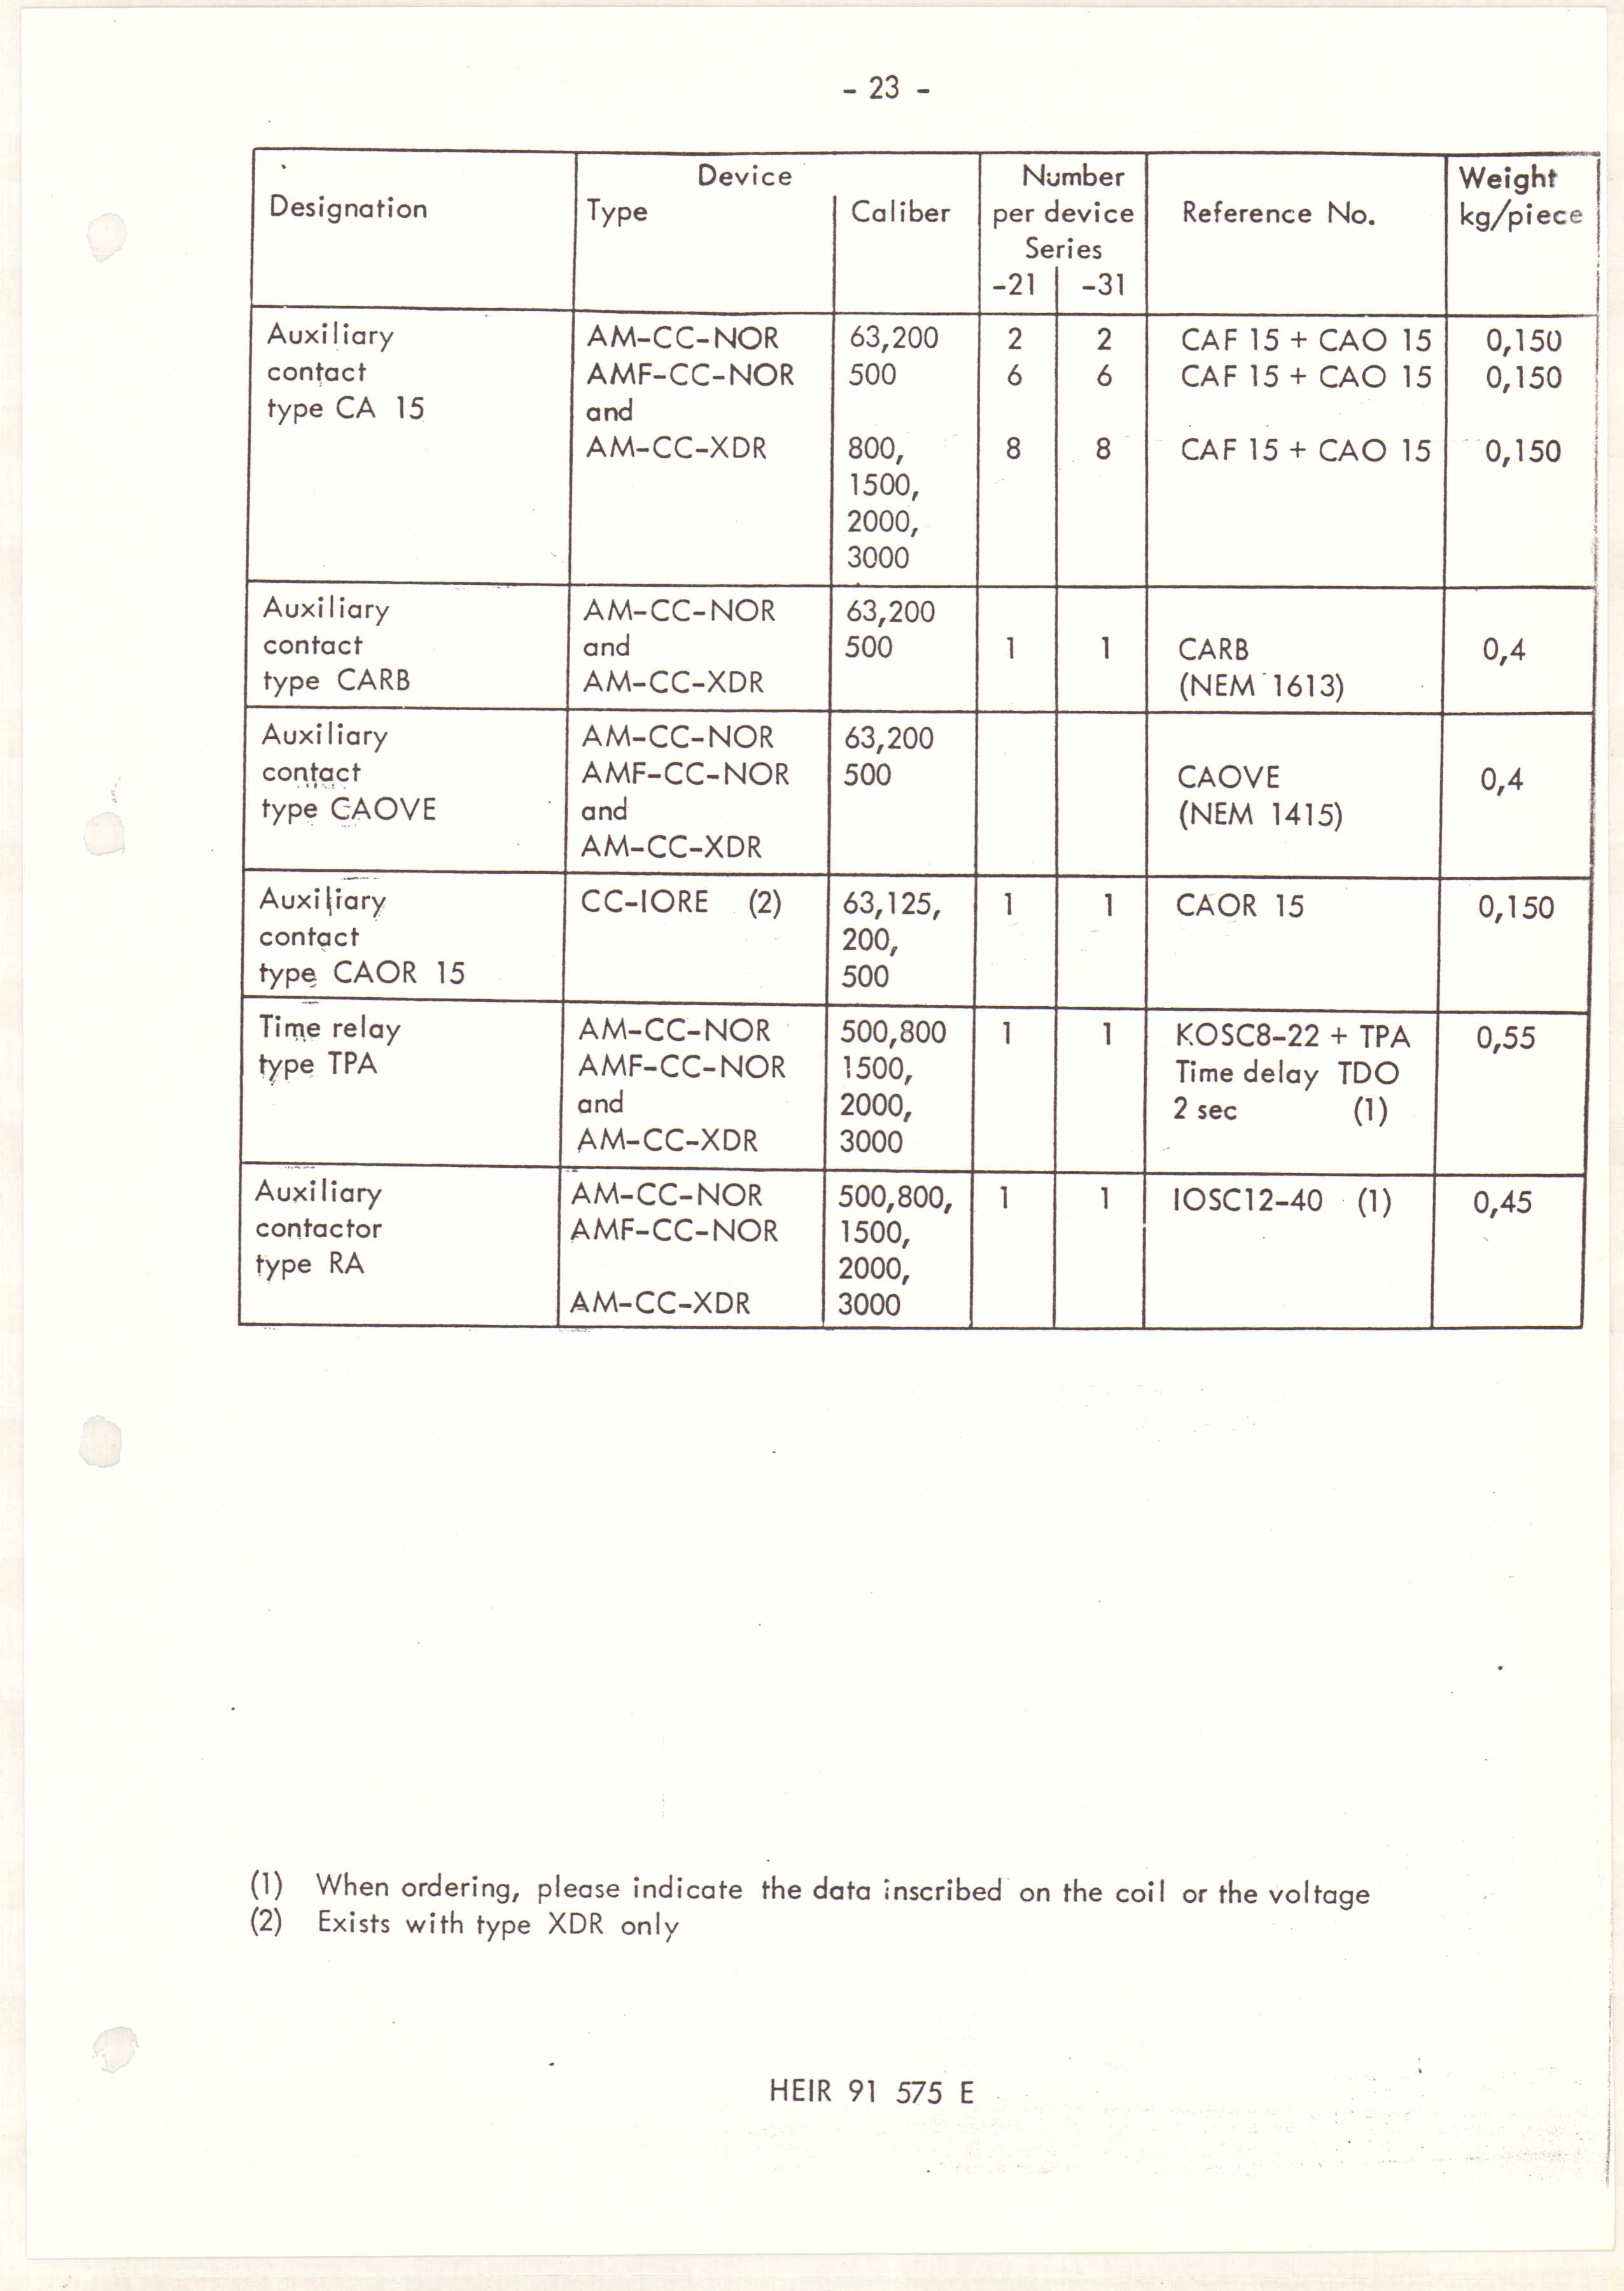 - 23 -
Device Number Weight
Designation Type Caliber per device Reference No. kg/piece
Series
-21 -31
Auxiliary AM-CC-NOR 63,200 2 2 CAF 15 + CAO 15 0,150
contact AMF-CC-NOR 500 6 6 CAF 15 + CAO 15 0,150
type CA 15 and
AM-CC-XDR 800, 8 8 CAF 15 + CAO 15 0,150
1500,
2000,
3000
Auxiliary AM-CC-NOR 63,200
contact and 500 1 1 CARB 0,4
type CARB AM-CC-XDR (NEM 1613)
Auxiliary AM-CC-NOR 63,200
contact AMF-CC-NOR 500 CAOVE 0,4
type CAOVE and (NEM 1415)
AM-CC-XDR
Auxiliary CC-IORE (2) 63,125, 1 1 CAOR 15 0,150
contact 200,
type CAOR 15 500
Time relay AM-CC-NOR 500,800 1 1 KOSC8-22 + TPA 0,55
type TPA AMF-CC-NOR 1500, Time delay TDO
and 2000, 2 sec (1)
AM-CC-XDR 3000
Auxiliary AM-CC-NOR 500,800, 1 1 IOSC12-40 (1) 0,45
contactor AMF-CC-NOR 1500,
type RA 2000,
AM-CC-XDR 3000
(1) When ordering, please indicate the data inscribed on the coil or the voltage
(2) Exists with type XDR only
HEIR 91 575 E